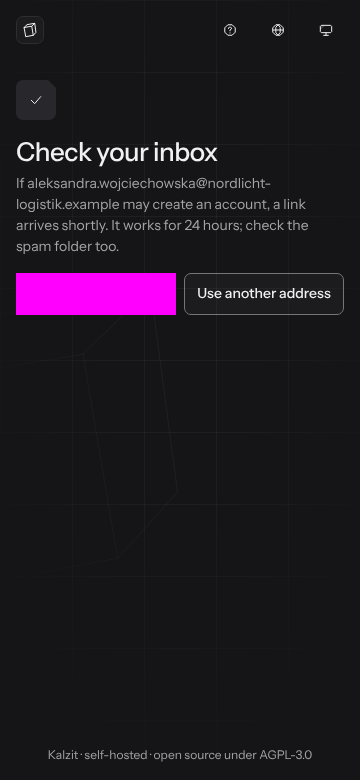 Check your inbox
If aleksandra.wojciechowska@nordlicht-
logistik.example may create an account, a link
arrives shortly. It works for 24 hours; check the
spam folder too.
Use another address
Kalzit · self-hosted · open source under AGPL-3.0